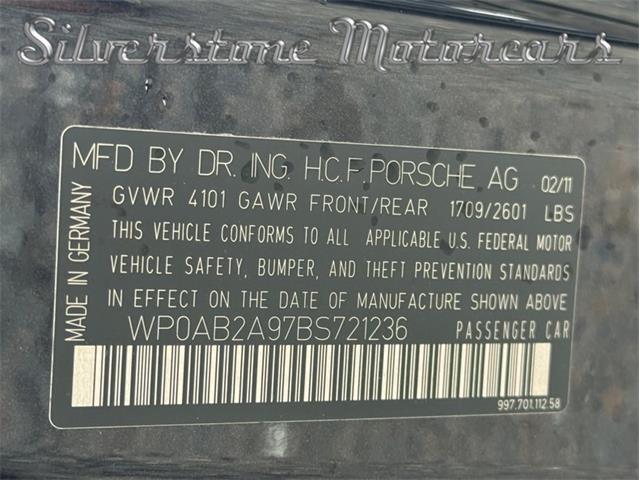 Silverstone Motorcars
MFD BY DR. ING. H.C.F.PORSCHE AG 02/11
GVWR 4101 GAWR FRONT/REAR 1709/2601 LBS
THIS VEHICLE CONFORMS TO ALL APPLICABLE U.S. FEDERAL MOTOR
VEHICLE SAFETY, BUMPER, AND THEFT PREVENTION STANDARDS
IN EFFECT ON THE DATE OF MANUFACTURE SHOWN ABOVE
WP0AB2A97BS721236 PASSENGER CAR
997.701.112.58
MADE IN GERMANY